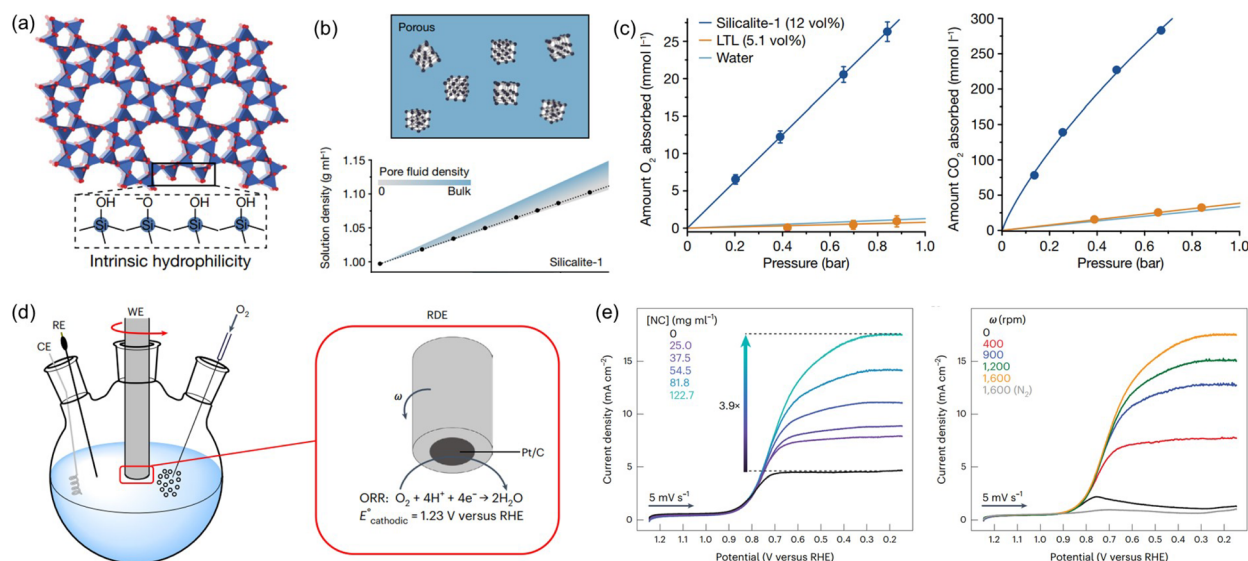 (a)
OH
⁻O
OH
OH
Si
Si
Si
Si
Intrinsic hydrophilicity
(b)
Porous
Solution density (g ml⁻¹)
1.15
1.10
1.05
1.00
Pore fluid density
0
Bulk
Silicalite-1
(c)
Amount O₂ absorbed (mmol l⁻¹)
25
20
15
10
5
0
Silicalite-1 (12 vol%)
LTL (5.1 vol%)
Water
0 0.2 0.4 0.6 0.8 1.0
Pressure (bar)
Amount CO₂ absorbed (mmol l⁻¹)
300
250
200
150
100
50
0
0 0.2 0.4 0.6 0.8 1.0
Pressure (bar)
(d)
RE
CE
WE
O₂
RDE
ω
Pt/C
ORR: O₂ + 4H⁺ + 4e⁻ → 2H₂O
E°cathodic = 1.23 V versus RHE
(e)
Current density (mA cm⁻²)
15
10
5
0
[NC] (mg ml⁻¹)
0
25.0
37.5
54.5
81.8
122.7
3.9×
5 mV s⁻¹
1.2 1.1 1.0 0.9 0.8 0.7 0.6 0.5 0.4 0.3 0.2
Potential (V versus RHE)
Current density (mA cm⁻²)
15
10
5
0
ω (rpm)
0
400
900
1,200
1,600
1,600 (N₂)
5 mV s⁻¹
1.2 1.1 1.0 0.9 0.8 0.7 0.6 0.5 0.4 0.3 0.2
Potential (V versus RHE)